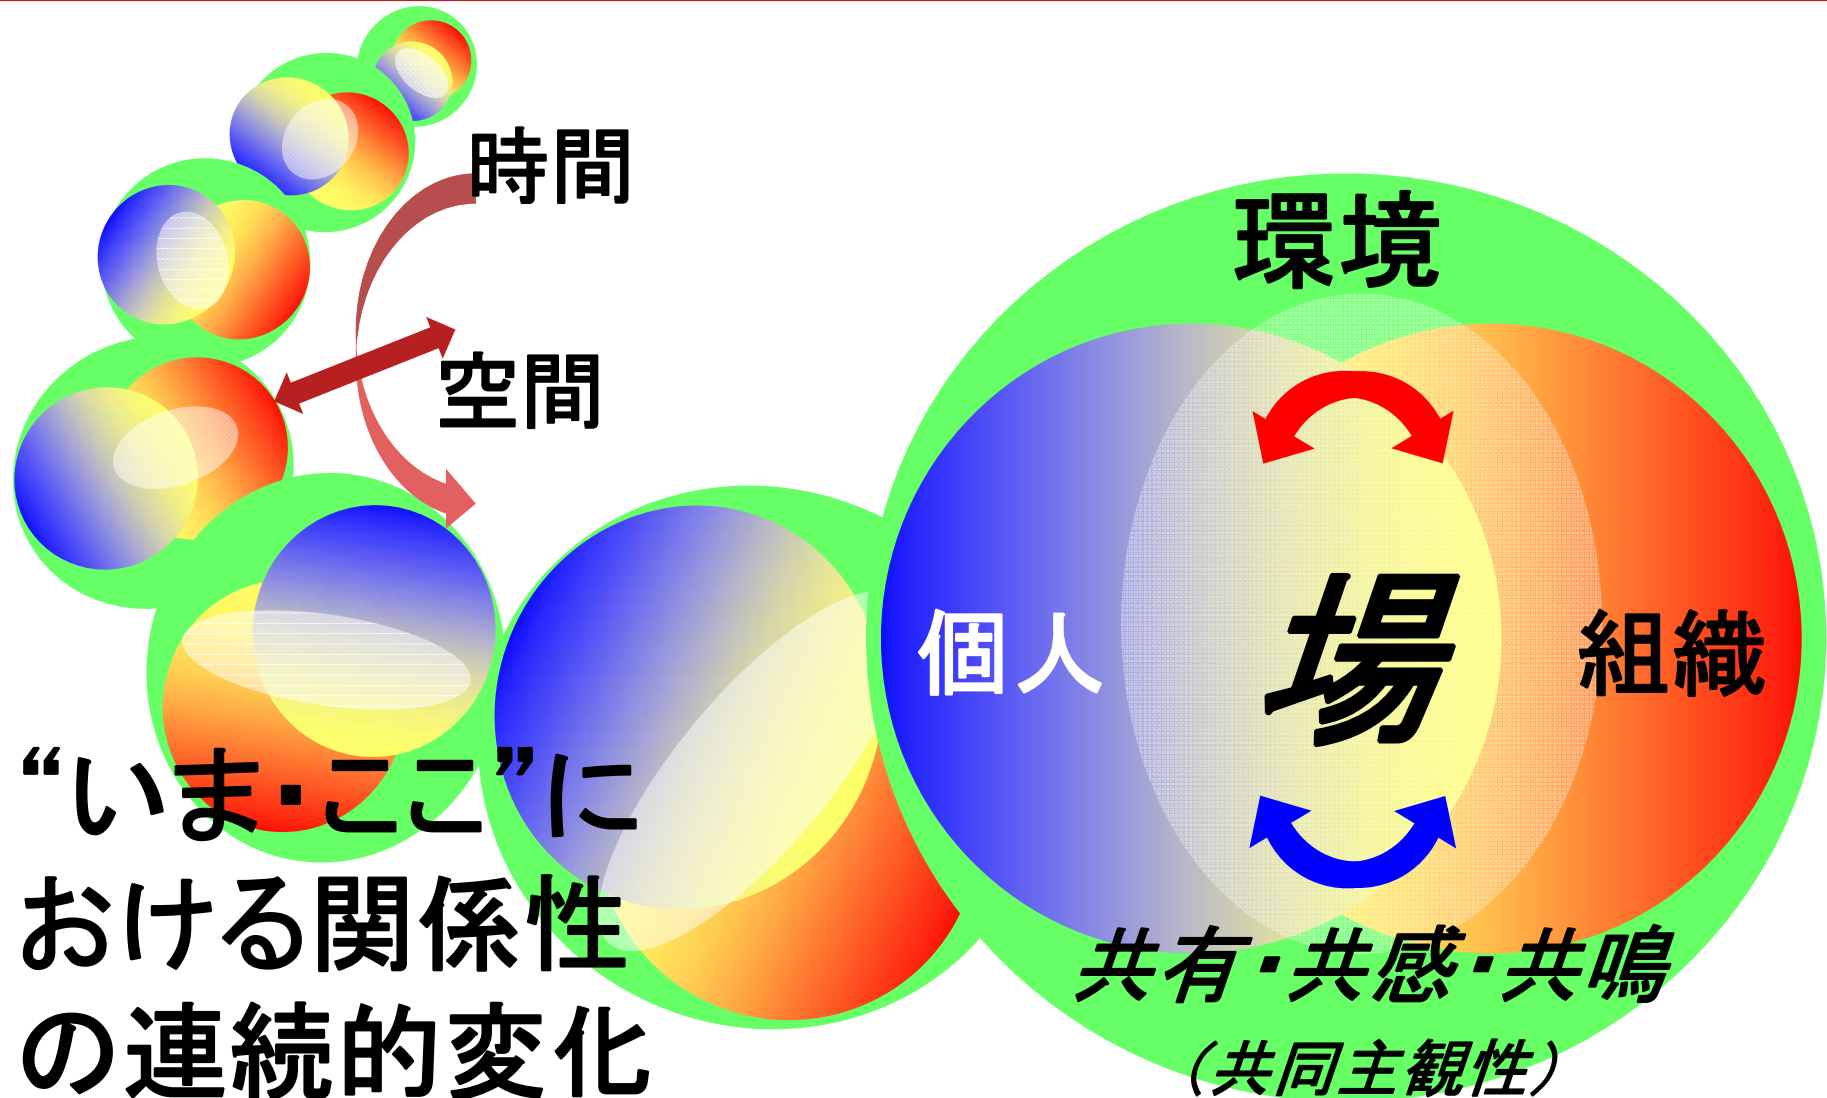 時間
空間
環境
個人
場
組織
共有・共感・共鳴
（共同主観性）
“いま・ここ”に
おける関係性
の連続的変化